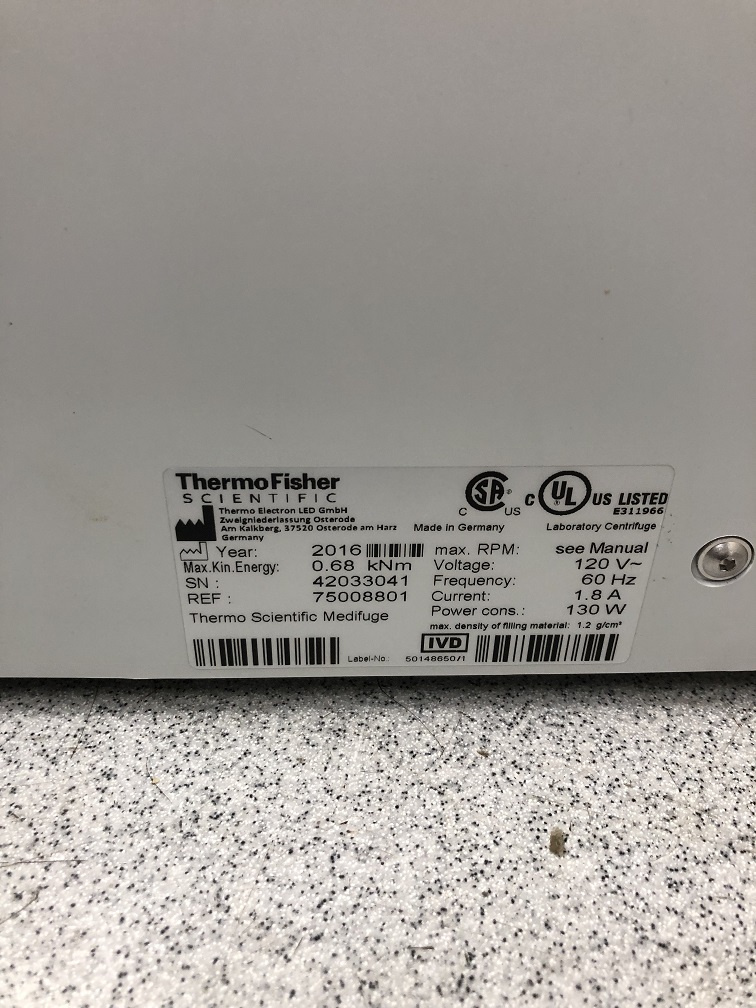 ThermoFisher
SCIENTIFIC
Thermo Electron LED GmbH
Zweigniederlassung Osterode
Am Kalkberg, 37520 Osterode am Harz
Germany
C SA ® US
Made in Germany
C UL ® US LISTED
E311966
Laboratory Centrifuge
Year: 2016
Max.Kin.Energy: 0.68 kNm
SN : 42033041
REF : 75008801
Thermo Scientific Medifuge
max. RPM: see Manual
Voltage: 120 V~
Frequency: 60 Hz
Current: 1.8 A
Power cons.: 130 W
max. density of filling material: 1.2 g/cm³
Label-No.: 50148650/1
IVD